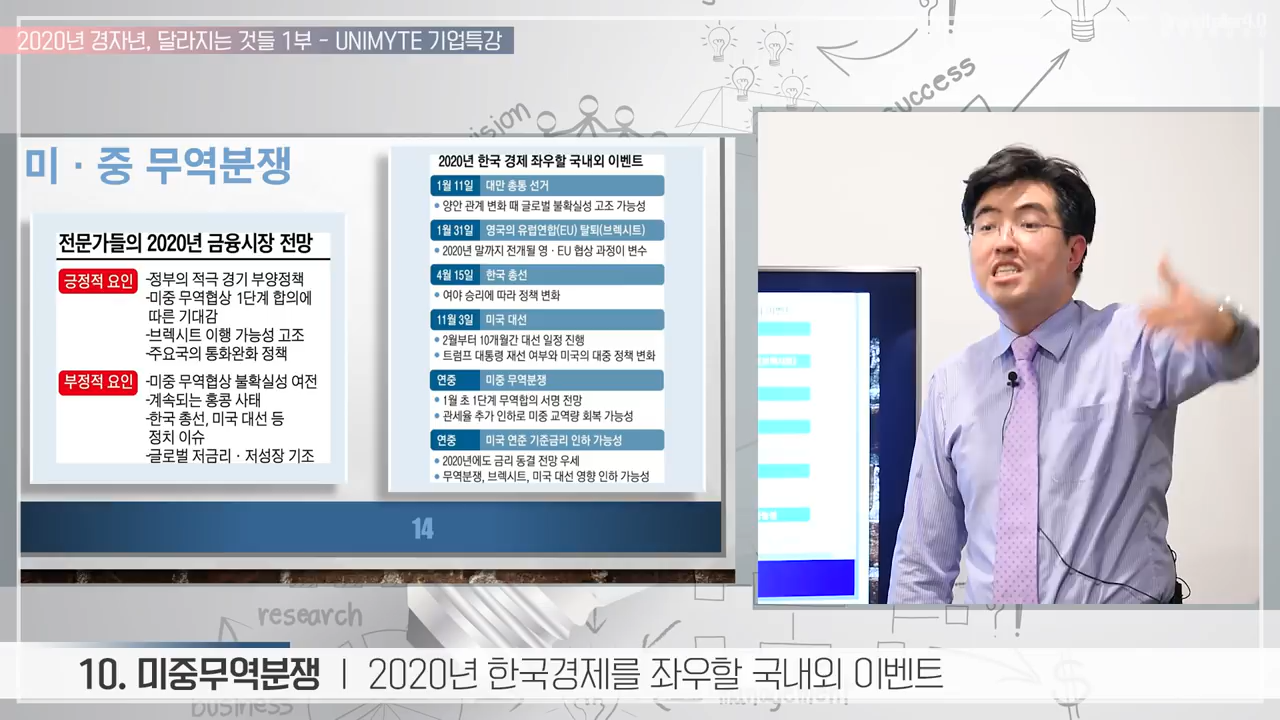 2020년 경자년, 달라지는 것들 1부 - UNIMYTE 기업특강
success
vision
미 · 중 무역분쟁
전문가들의 2020년 금융시장 전망
긍정적 요인
-정부의 적극 경기 부양정책
-미중 무역협상 1단계 합의에
따른 기대감
-브렉시트 이행 가능성 고조
-주요국의 통화완화 정책
부정적 요인
-미중 무역협상 불확실성 여전
-계속되는 홍콩 사태
-한국 총선, 미국 대선 등
정치 이슈
-글로벌 저금리 · 저성장 기조
2020년 한국 경제 좌우할 국내외 이벤트
1월 11일 대만 총통 선거
• 양안 관계 변화 때 글로벌 불확실성 고조 가능성
1월 31일 영국의 유럽연합(EU) 탈퇴(브렉시트)
• 2020년 말까지 전개될 영 · EU 협상 과정이 변수
4월 15일 한국 총선
• 여야 승리에 따라 정책 변화
11월 3일 미국 대선
• 2월부터 10개월간 대선 일정 진행
• 트럼프 대통령 재선 여부와 미국의 대중 정책 변화
연중 미중 무역분쟁
• 1월 초 1단계 무역합의 서명 전망
• 관세율 추가 인하로 미중 교역량 회복 가능성
연중 미국 연준 기준금리 인하 가능성
• 2020년에도 금리 동결 전망 우세
• 무역분쟁, 브렉시트, 미국 대선 영향 인하 가능성
14
research
10. 미중무역분쟁 | 2020년 한국경제를 좌우할 국내외 이벤트
business
management